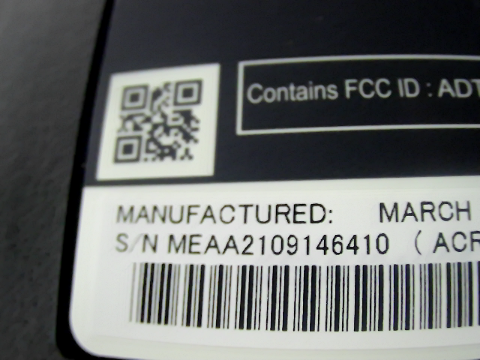 Contains FCC ID : ADT
MANUFACTURED: MARCH
S/N MEAA2109146410 ( ACR